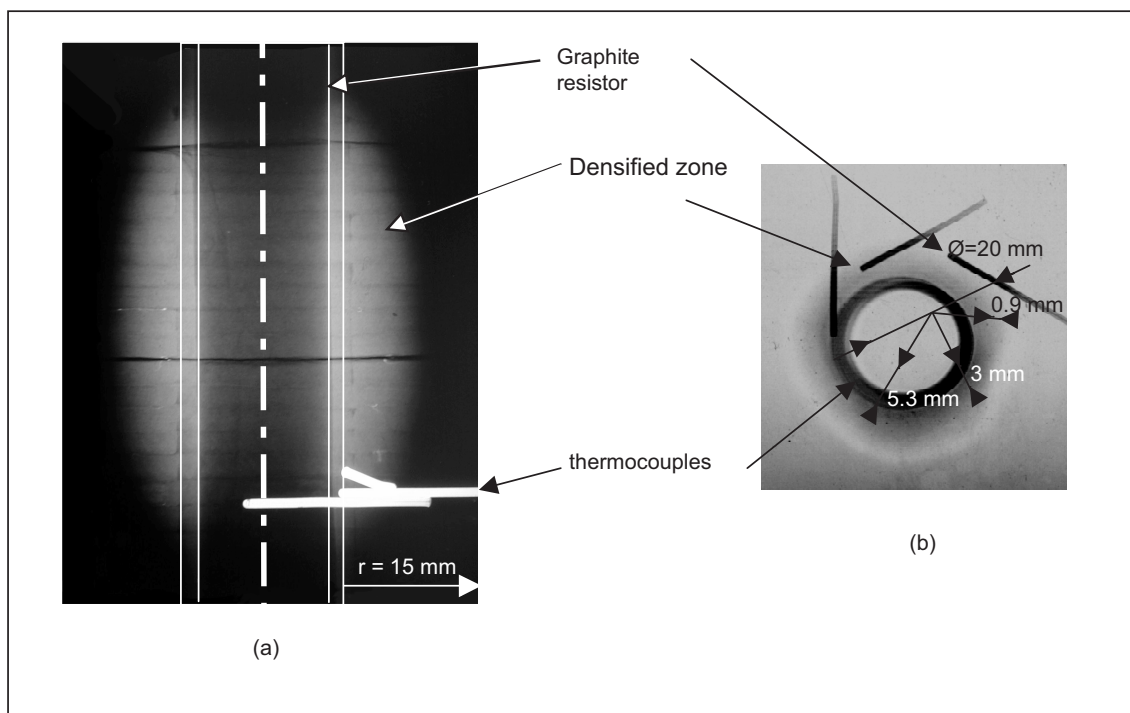 Graphite
resistor
Densified zone
Ø=20 mm
0.9 mm
3 mm
5.3 mm
thermocouples
r = 15 mm
(a)
(b)